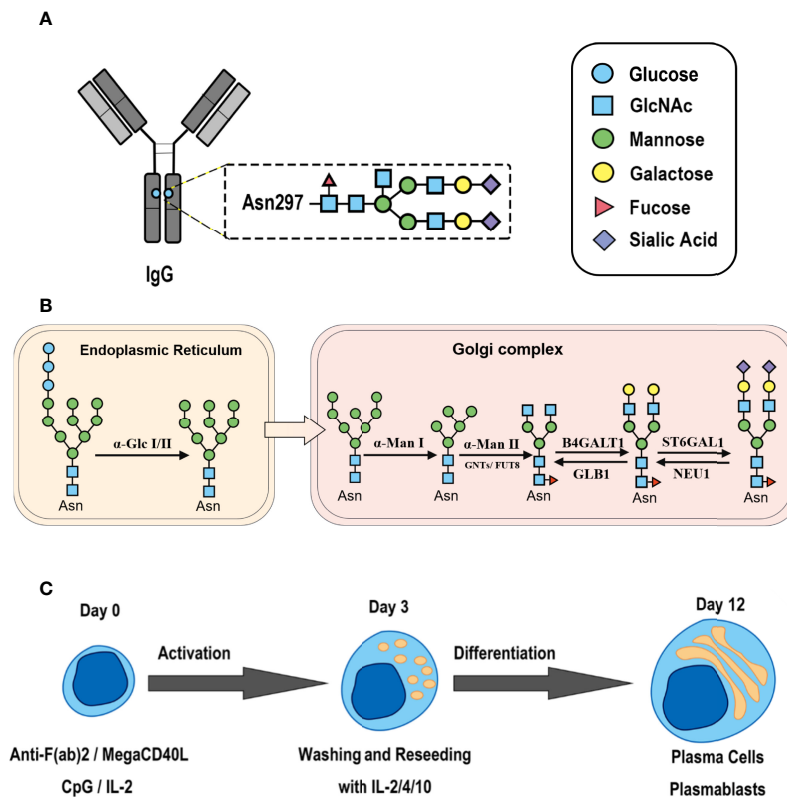 A
Glucose
GlcNAc
Mannose
Galactose
Fucose
Sialic Acid
Asn297
IgG
B
Endoplasmic Reticulum
Golgi complex
α-Glc I/II
α-Man I
α-Man II
GNTs/ FUT8
B4GALT1
GLB1
ST6GAL1
NEU1
Asn
Asn
Asn
Asn
Asn
Asn
Asn
C
Day 0
Day 3
Day 12
Activation
Differentiation
Anti-F(ab)2 / MegaCD40L
CpG / IL-2
Washing and Reseeding
with IL-2/4/10
Plasma Cells
Plasmablasts